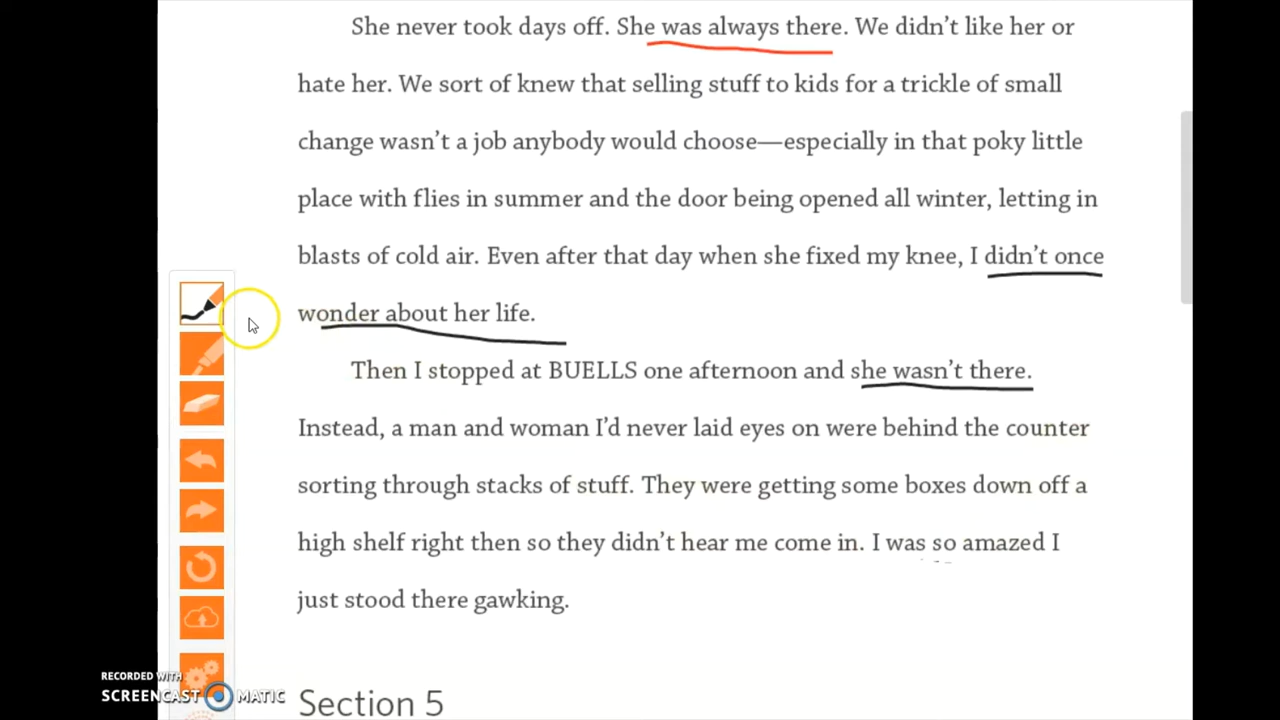 She never took days off. She was always there. We didn’t like her or
hate her. We sort of knew that selling stuff to kids for a trickle of small
change wasn’t a job anybody would choose—especially in that poky little
place with flies in summer and the door being opened all winter, letting in
blasts of cold air. Even after that day when she fixed my knee, I didn’t once
wonder about her life.
Then I stopped at BUELLS one afternoon and she wasn’t there.
Instead, a man and woman I’d never laid eyes on were behind the counter
sorting through stacks of stuff. They were getting some boxes down off a
high shelf right then so they didn’t hear me come in. I was so amazed I
just stood there gawking.
Section 5
RECORDED WITH
SCREENCAST MATIC